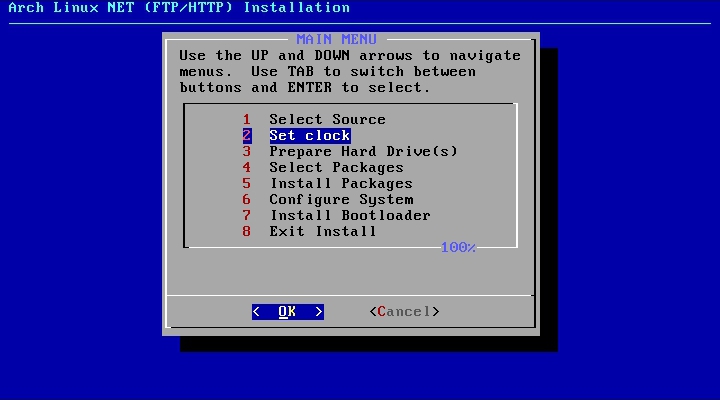 Arch Linux NET (FTP/HTTP) Installation
MAIN MENU
Use the UP and DOWN arrows to navigate
menus.  Use TAB to switch between
buttons and ENTER to select.
1  Select Source
2  Set clock
3  Prepare Hard Drive(s)
4  Select Packages
5  Install Packages
6  Configure System
7  Install Bootloader
8  Exit Install
100%
<  OK  >     <Cancel>